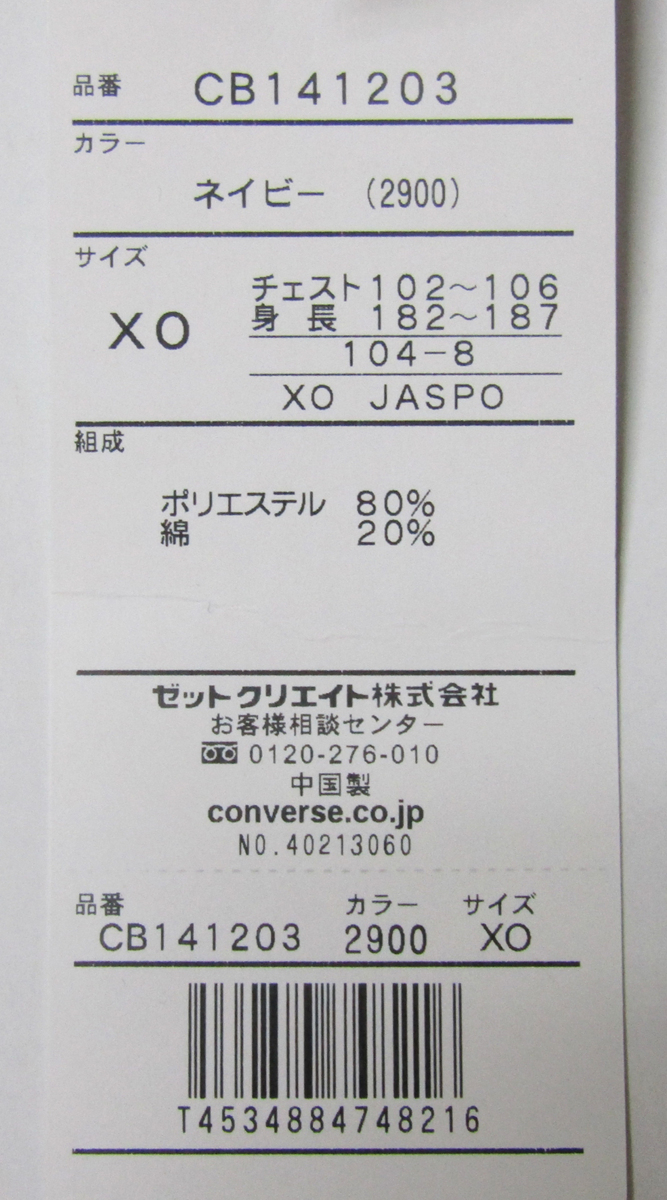 品番 CB141203
カラー
ネイビー (2900)
サイズ
XO
チェスト 102~106
身長 182~187
104-8
XO JASPO
組成
ポリエステル 80%
綿 20%
ゼットクリエイト株式会社
お客様相談センター
0120-276-010
中国製
converse.co.jp
NO.40213060
品番 カラー サイズ
CB141203 2900 XO
T4534884748216